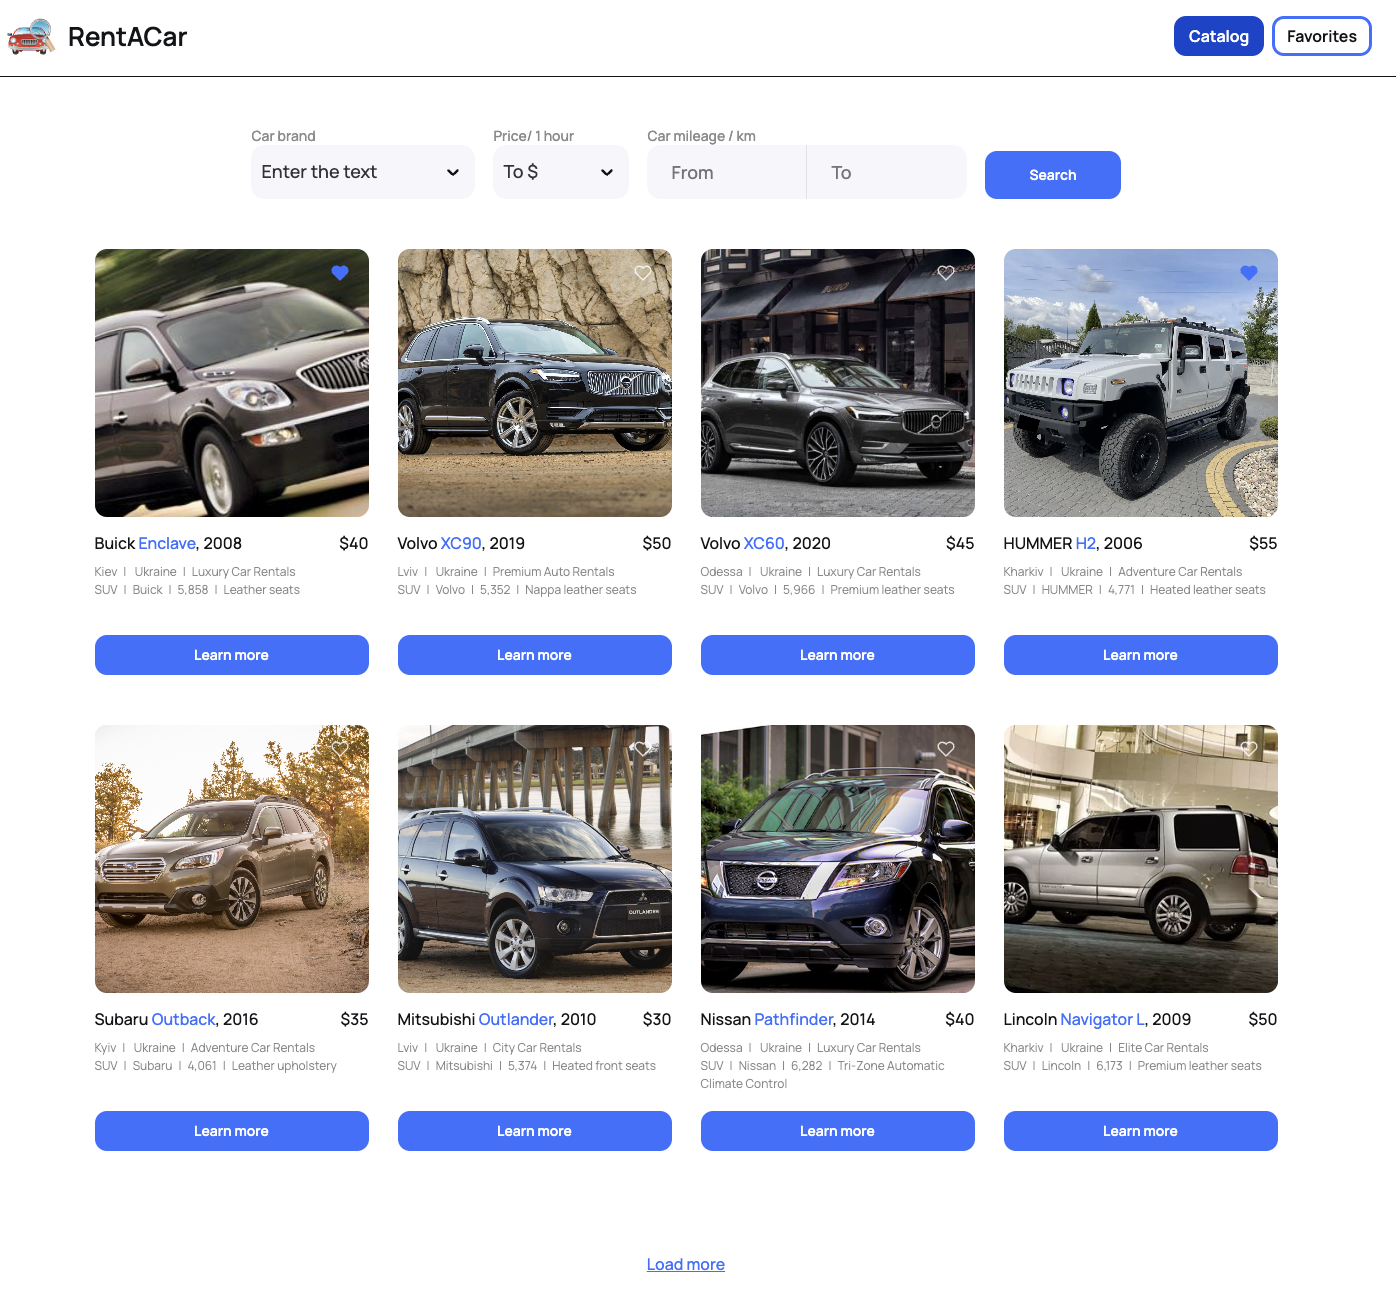 RentACar
Catalog
Favorites
Car brand
Price/ 1 hour
Car mileage / km
Enter the text
To $
From
To
Search
Buick Enclave, 2008 $40
Kiev | Ukraine | Luxury Car Rentals
SUV | Buick | 5,858 | Leather seats
Learn more
Volvo XC90, 2019 $50
Lviv | Ukraine | Premium Auto Rentals
SUV | Volvo | 5,352 | Nappa leather seats
Learn more
Volvo XC60, 2020 $45
Odessa | Ukraine | Luxury Car Rentals
SUV | Volvo | 5,966 | Premium leather seats
Learn more
HUMMER H2, 2006 $55
Kharkiv | Ukraine | Adventure Car Rentals
SUV | HUMMER | 4,771 | Heated leather seats
Learn more
Subaru Outback, 2016 $35
Kyiv | Ukraine | Adventure Car Rentals
SUV | Subaru | 4,061 | Leather upholstery
Learn more
OUTLANDER
Mitsubishi Outlander, 2010 $30
Lviv | Ukraine | City Car Rentals
SUV | Mitsubishi | 5,374 | Heated front seats
Learn more
NISSAN
Nissan Pathfinder, 2014 $40
Odessa | Ukraine | Luxury Car Rentals
SUV | Nissan | 6,282 | Tri-Zone Automatic
Climate Control
Learn more
Lincoln Navigator L, 2009 $50
Kharkiv | Ukraine | Elite Car Rentals
SUV | Lincoln | 6,173 | Premium leather seats
Learn more
Load more